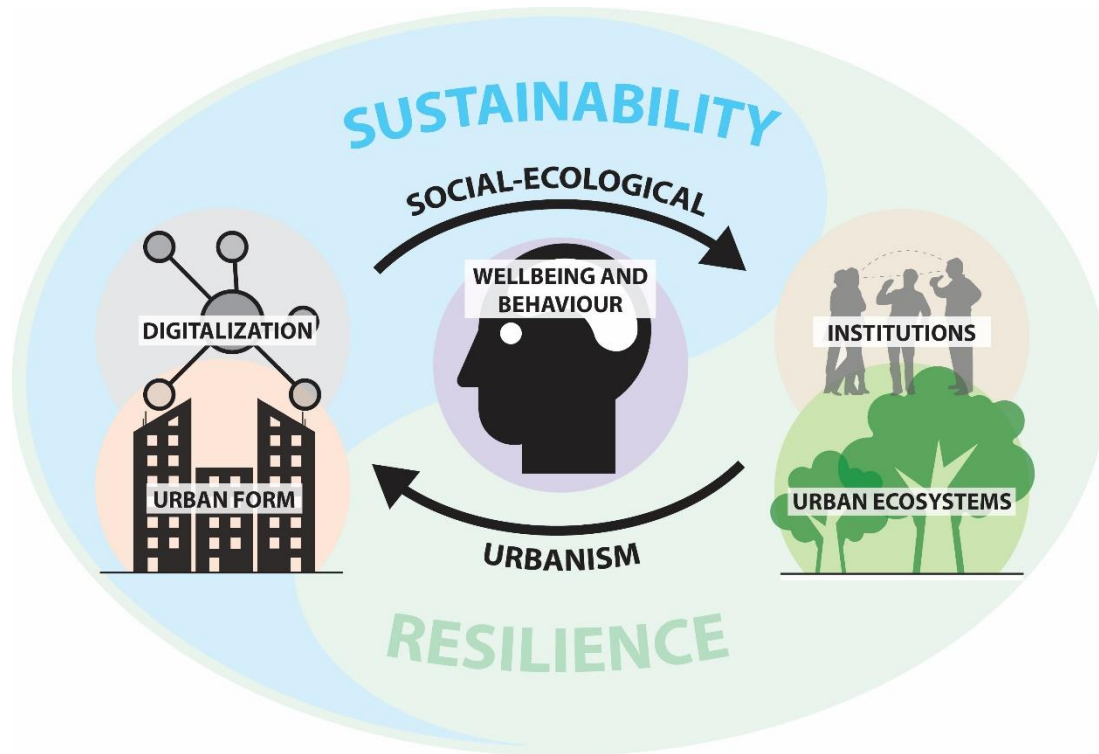 SUSTAINABILITY
SOCIAL-ECOLOGICAL
WELLBEING AND
BEHAVIOUR
DIGITALIZATION
INSTITUTIONS
URBAN FORM
URBAN ECOSYSTEMS
URBANISM
RESILIENCE